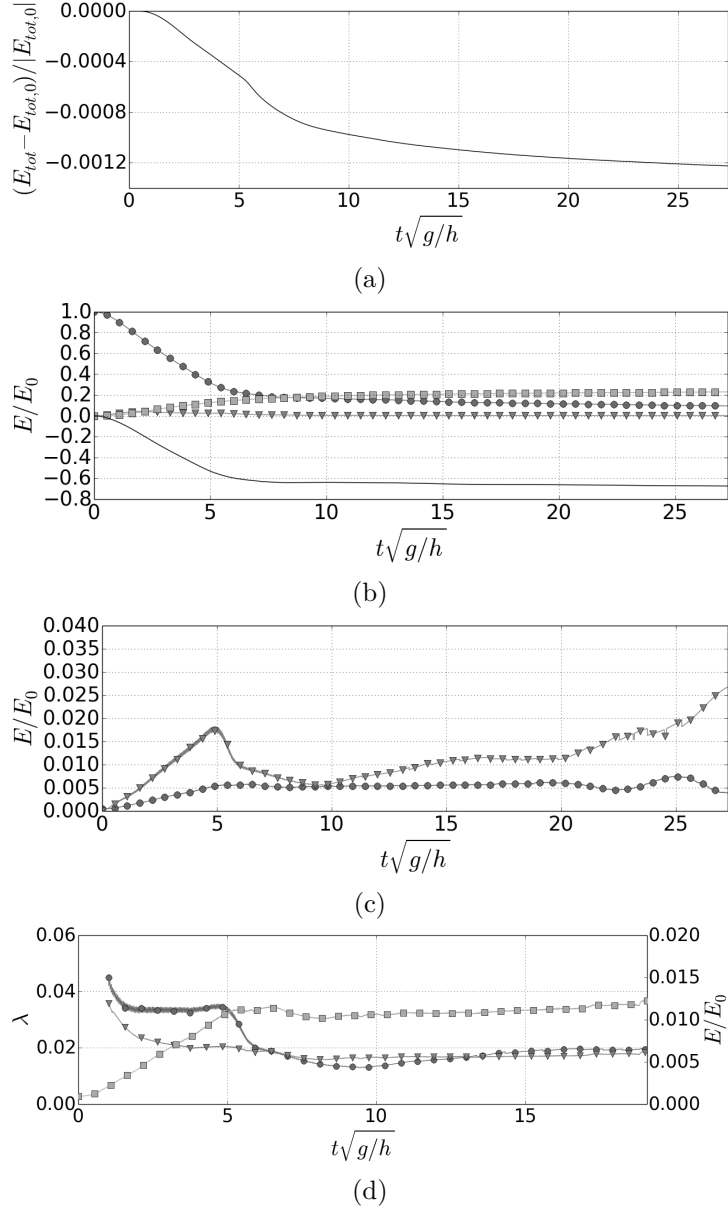 (E_{tot}−E_{tot,0})/|E_{tot,0}|
0.0000
−0.0004
−0.0008
−0.0012
0 5 10 15 20 25
t√g/h
(a)
E/E_0
1.0
0.8
0.6
0.4
0.2
0.0
−0.2
−0.4
−0.6
−0.8
0 5 10 15 20 25
t√g/h
(b)
E/E_0
0.040
0.035
0.030
0.025
0.020
0.015
0.010
0.005
0.000
0 5 10 15 20 25
t√g/h
(c)
λ
0.06
0.04
0.02
0.00
0 5 10 15
0.020
0.015
0.010
0.005
0.000
E/E_0
t√g/h
(d)